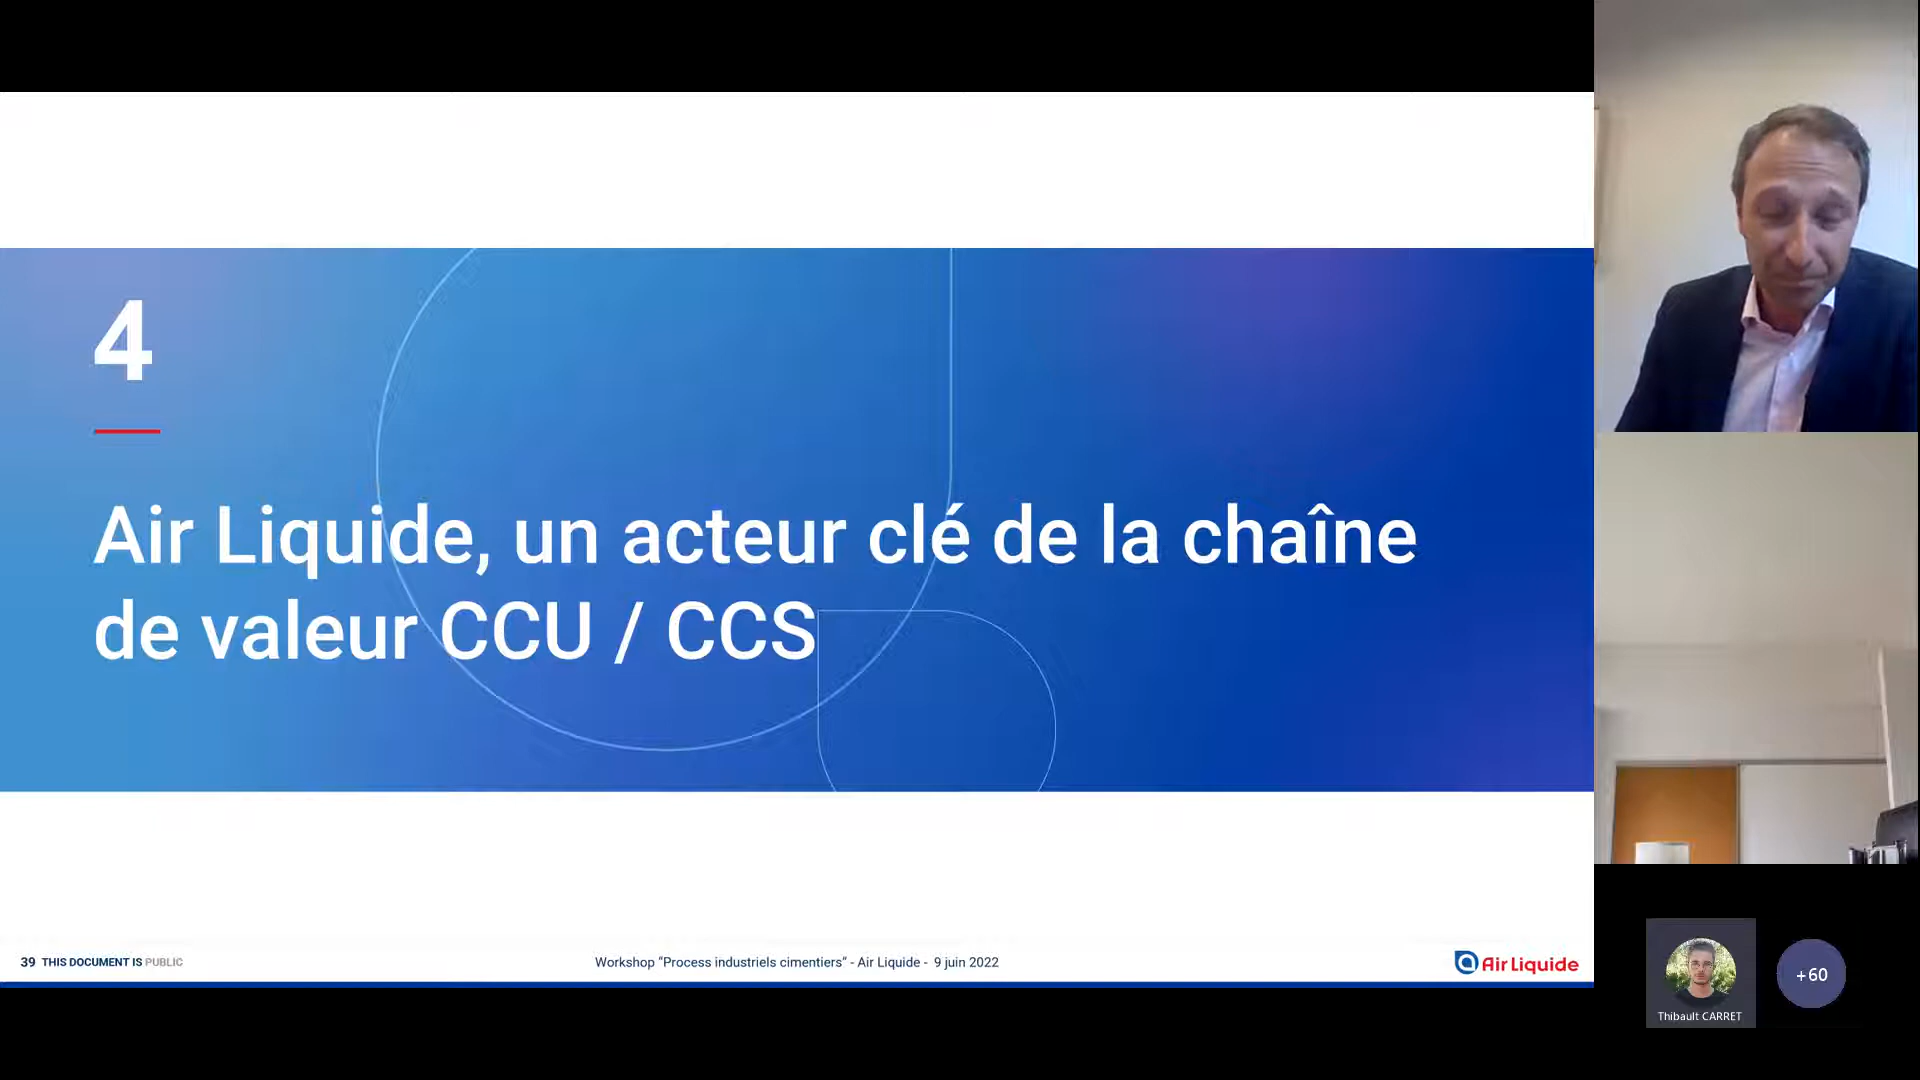 4
Air Liquide, un acteur clé de la chaîne
de valeur CCU / CCS
39 THIS DOCUMENT IS PUBLIC
Workshop “Process industriels cimentiers” - Air Liquide - 9 juin 2022
Air Liquide
Thibault CARRET
+60